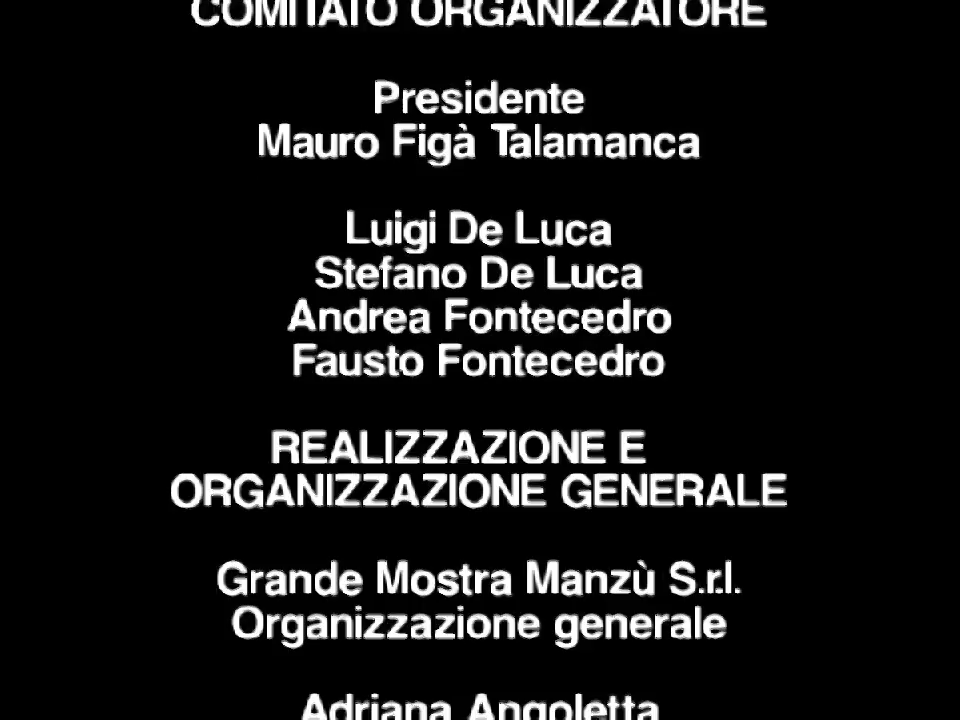 COMITATO ORGANIZZATORE
Presidente
Mauro Figà Talamanca
Luigi De Luca
Stefano De Luca
Andrea Fontecedro
Fausto Fontecedro
REALIZZAZIONE E
ORGANIZZAZIONE GENERALE
Grande Mostra Manzù S.r.l.
Organizzazione generale
Adriana Angoletta